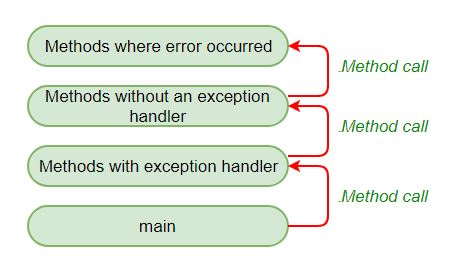 Methods where error occurred
.Method call
Methods without an exception
handler
.Method call
Methods with exception handler
.Method call
main